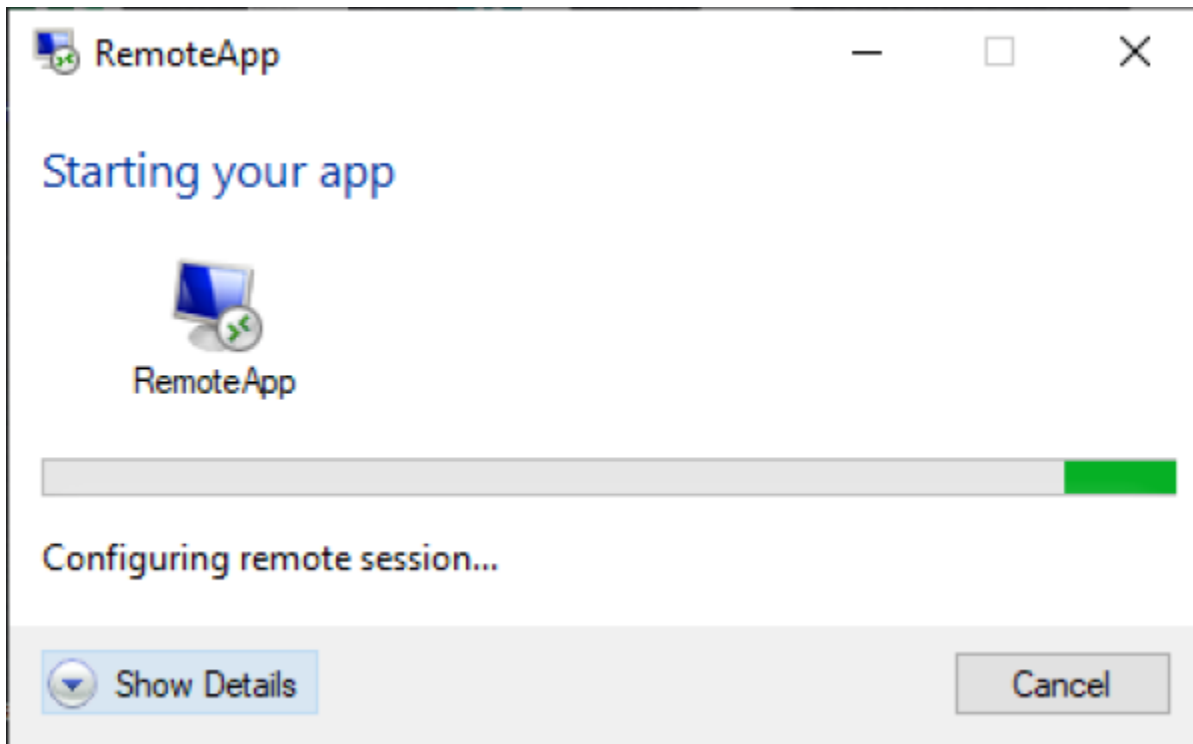 RemoteApp
Starting your app
RemoteApp
Configuring remote session...
Show Details
Cancel